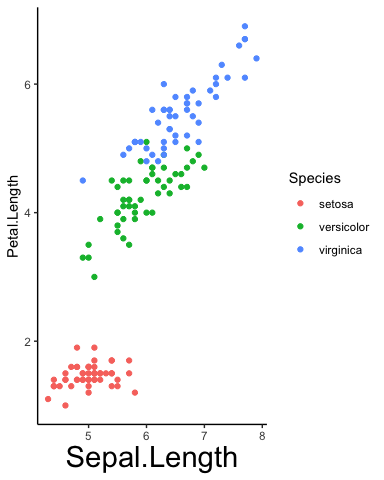 Petal.Length
6
4
2
5 6 7 8
Sepal.Length
Species
setosa
versicolor
virginica